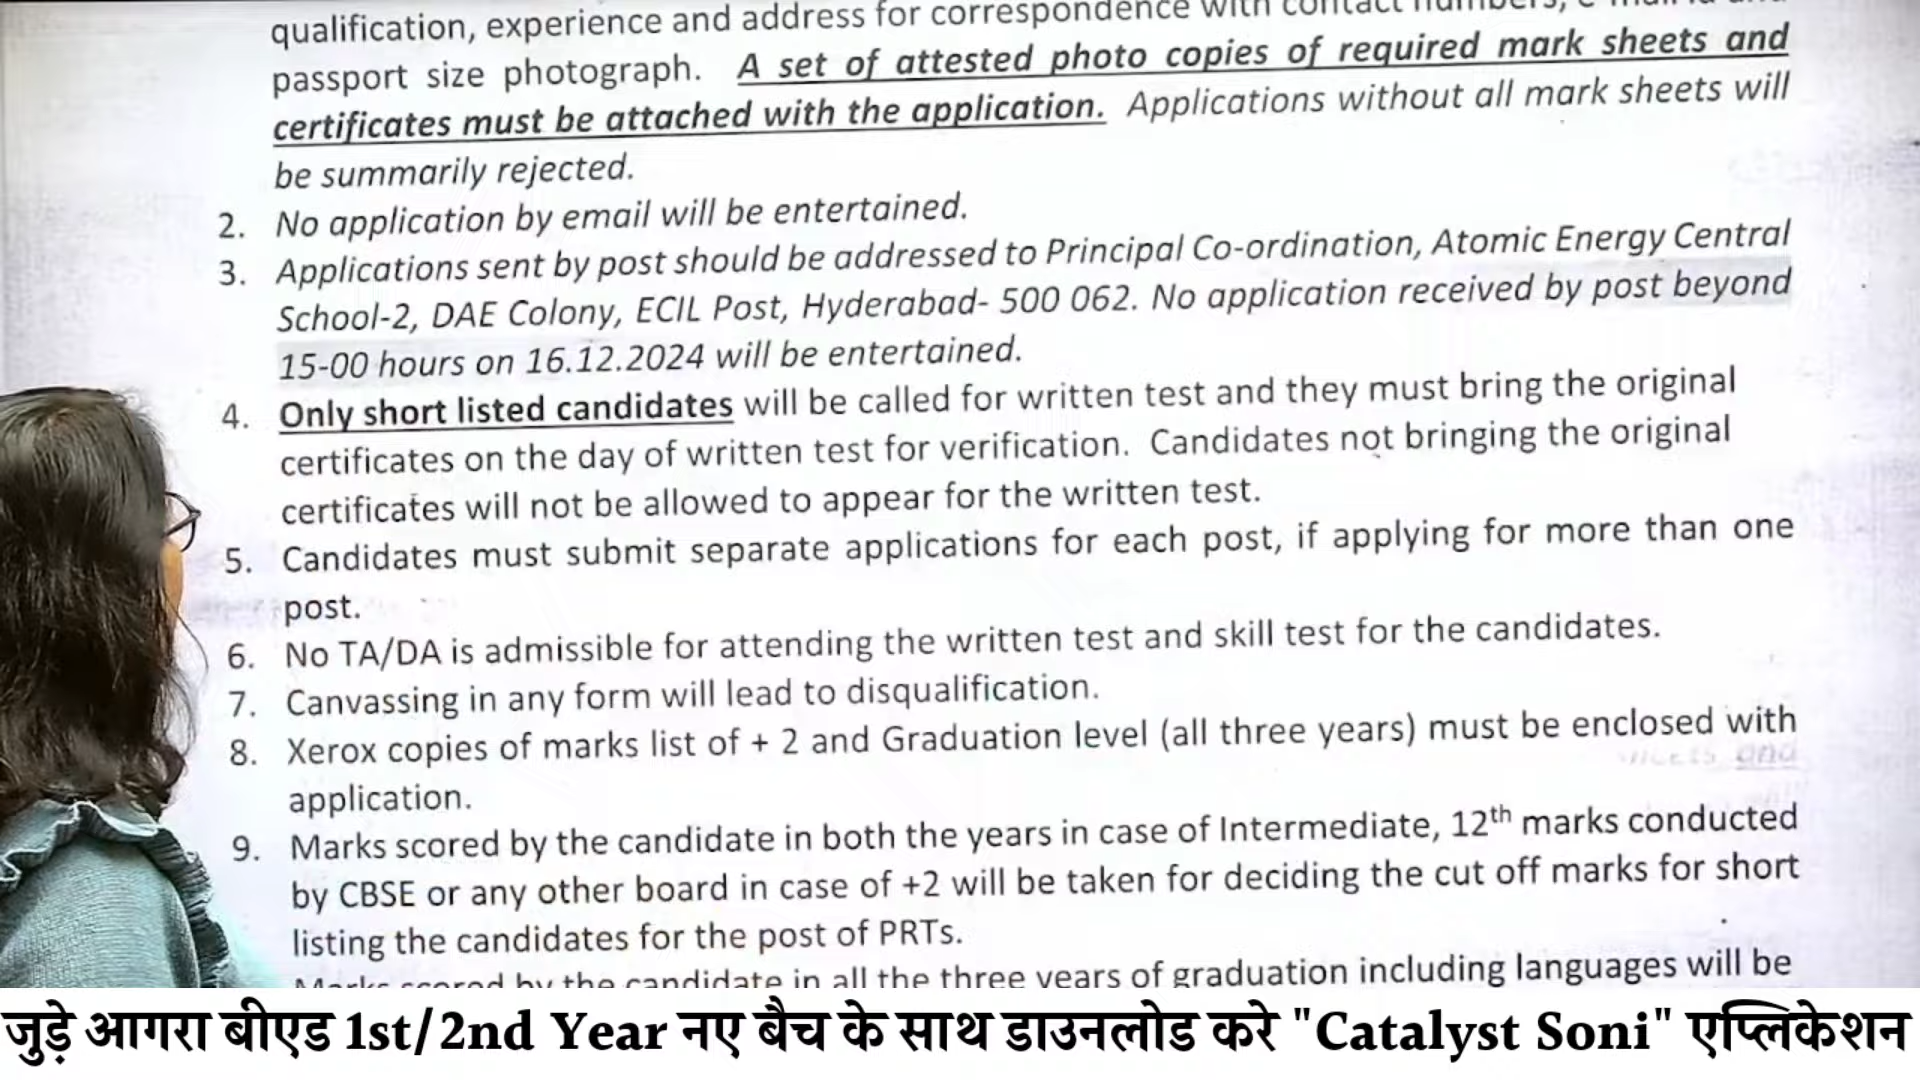 qualification, experience and address for correspondence with contact numbers,
passport size photograph. A set of attested photo copies of required mark sheets and
certificates must be attached with the application. Applications without all mark sheets will
be summarily rejected.
2. No application by email will be entertained.
3. Applications sent by post should be addressed to Principal Co-ordination, Atomic Energy Central
School-2, DAE Colony, ECIL Post, Hyderabad- 500 062. No application received by post beyond
15-00 hours on 16.12.2024 will be entertained.
4. Only short listed candidates will be called for written test and they must bring the original
certificates on the day of written test for verification. Candidates not bringing the original
certificates will not be allowed to appear for the written test.
5. Candidates must submit separate applications for each post, if applying for more than one
post.
6. No TA/DA is admissible for attending the written test and skill test for the candidates.
7. Canvassing in any form will lead to disqualification.
8. Xerox copies of marks list of + 2 and Graduation level (all three years) must be enclosed with
application.
9. Marks scored by the candidate in both the years in case of Intermediate, 12th marks conducted
by CBSE or any other board in case of +2 will be taken for deciding the cut off marks for short
listing the candidates for the post of PRTs.
Marks scored by the candidate in all the three years of graduation including languages will be
जुड़े आगरा बीएड 1st/2nd Year नए बैच के साथ डाउनलोड करे "Catalyst Soni" एप्लिकेशन